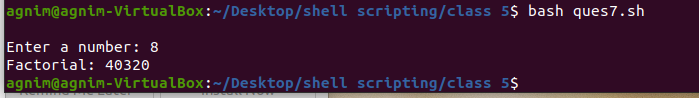 agnim@agnim-VirtualBox:~/Desktop/shell scripting/class 5$ bash ques7.sh
Enter a number: 8
Factorial: 40320
agnim@agnim-VirtualBox:~/Desktop/shell scripting/class 5$